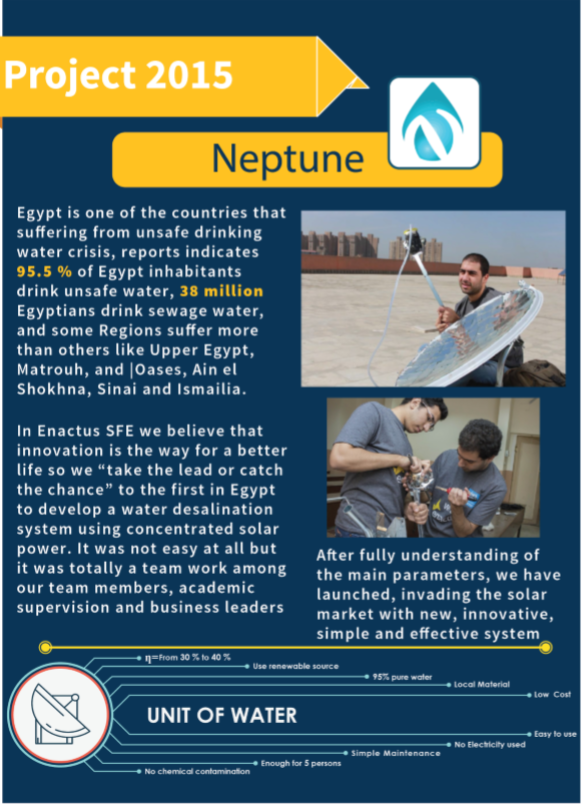 Project 2015
Neptune
Egypt is one of the countries that
suffering from unsafe drinking
water crisis, reports indicates
95.5 % of Egypt inhabitants
drink unsafe water, 38 million
Egyptians drink sewage water,
and some Regions suffer more
than others like Upper Egypt,
Matrouh, and |Oases, Ain el
Shokhna, Sinai and Ismailia.
In Enactus SFE we believe that
innovation is the way for a better
life so we “take the lead or catch
the chance” to the first in Egypt
to develop a water desalination
system using concentrated solar
power. It was not easy at all but
it was totally a team work among
our team members, academic
supervision and business leaders
After fully understanding of
the main parameters, we have
launched, invading the solar
market with new, innovative,
simple and effective system
η=From 30 % to 40 %
Use renewable source
95% pure water
Local Material
Low Cost
UNIT OF WATER
Easy to use
No Electricity used
Simple Maintenance
Enough for 5 persons
No chemical contamination